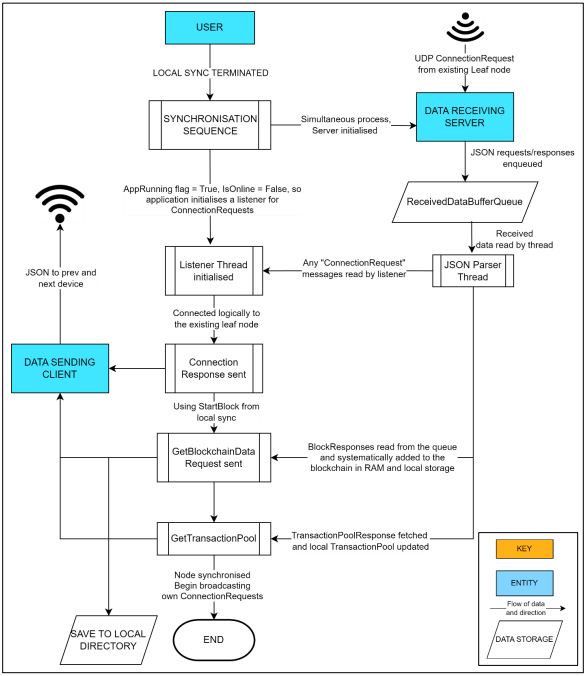 USER
UDP ConnectionRequest
from existing Leaf node
LOCAL SYNC TERMINATED
SYNCHRONISATION
SEQUENCE
Simultaneous process,
Server initialised
DATA RECEIVING
SERVER
JSON requests/responses
enqueued
AppRunning flag = True, IsOnline = False, so
application initialises a listener for
ConnectionRequests
ReceivedDataBufferQueue
Received
data read by thread
Listener Thread
initialised
Any "ConnectionRequest"
messages read by listener
JSON Parser
Thread
JSON to prev and
next device
Connected logically to
the existing leaf node
DATA SENDING
CLIENT
Connection
Response sent
Using StartBlock from
local sync
GetBlockchainData
Request sent
BlockResponses read from the queue
and systematically added to the
blockchain in RAM and local storage
GetTransactionPool
TransactionPoolResponse fetched
and local TransactionPool updated
Node synchronised
Begin broadcasting
own ConnectionRequests
SAVE TO LOCAL
DIRECTORY
END
KEY
ENTITY
Flow of data
and direction
DATA STORAGE